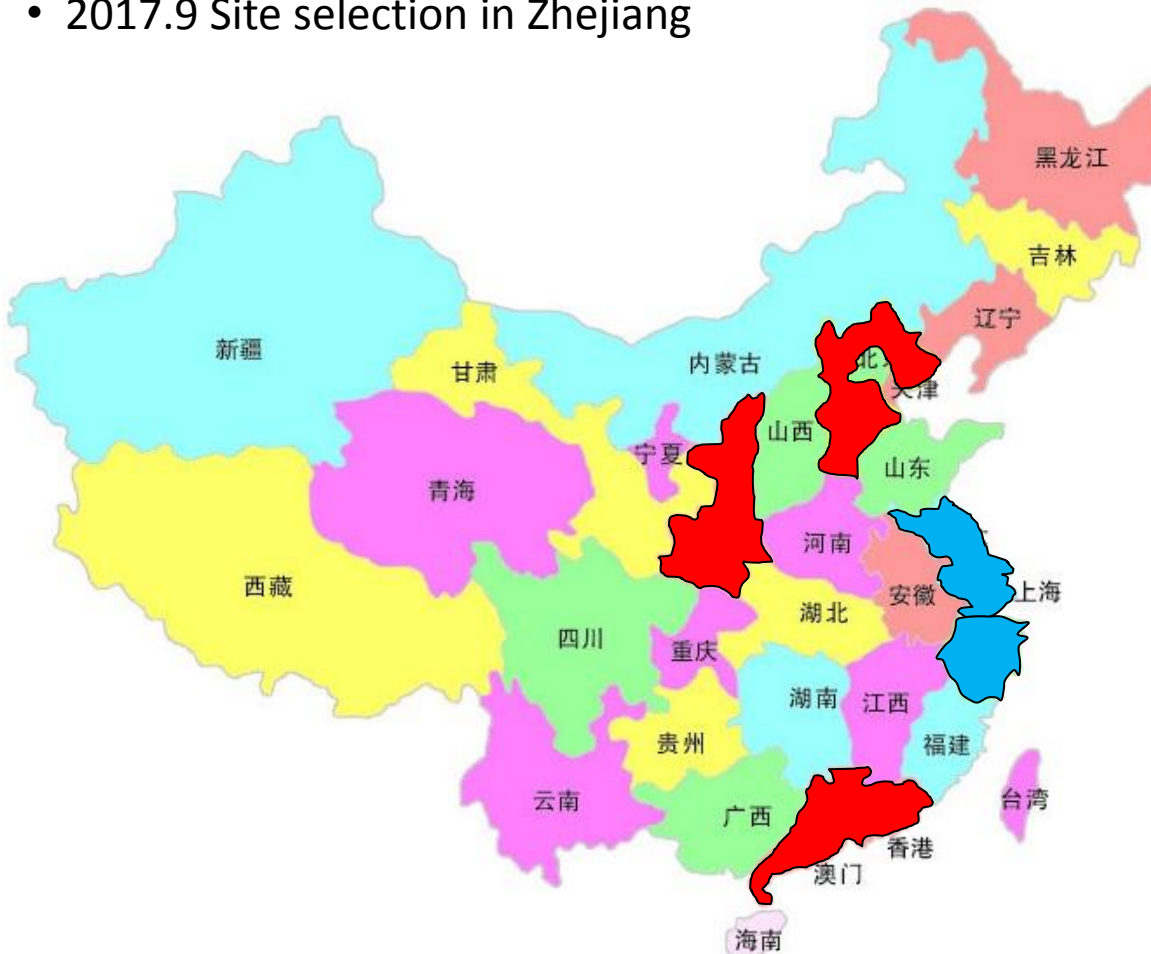 • 2017.9 Site selection in Zhejiang
黑龙江
吉林
辽宁
新疆
内蒙古
甘肃
北
天津
山西
宁夏
山东
青海
河南
西藏
安徽
上海
湖北
四川
重庆
湖南
江西
贵州
福建
云南
台湾
广西
香港
澳门
海南